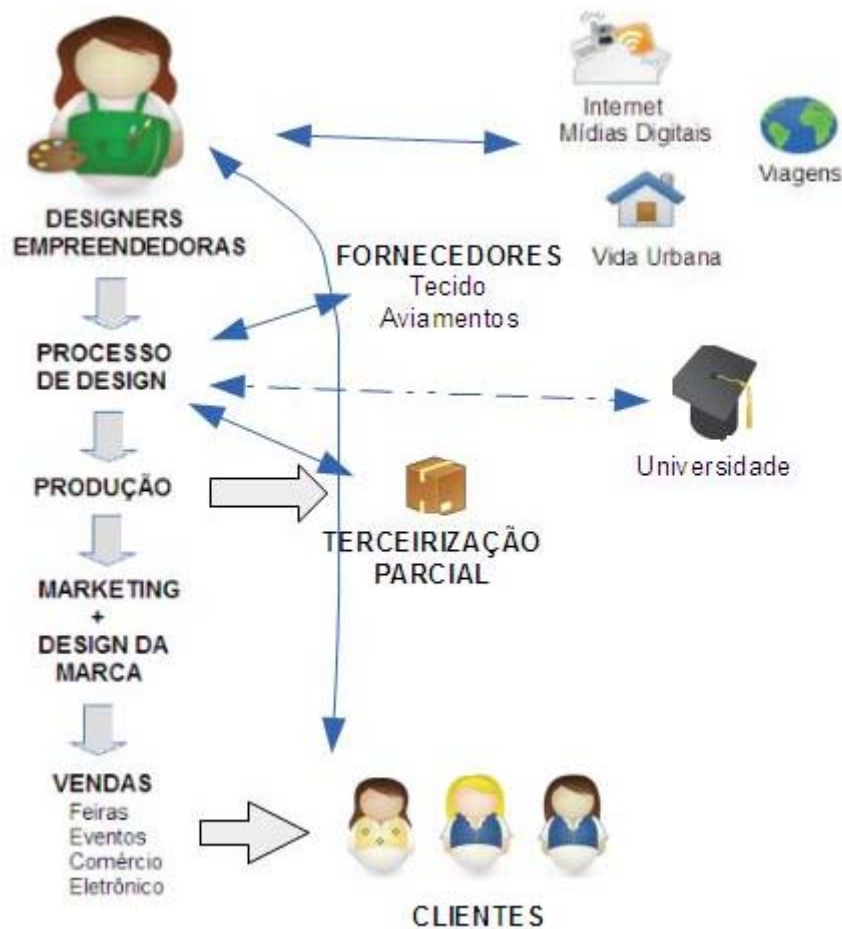 DESIGNERS
EMPREENDEDORAS
PROCESSO
DE DESIGN
PRODUÇÃO
MARKETING
+
DESIGN DA
MARCA
VENDAS
Feiras
Eventos
Comércio
Eletrônico
Internet
Mídias Digitais
Viagens
Vida Urbana
FORNECEDORES
Tecido
Aviamentos
Universidade
TERCEIRIZAÇÃO
PARCIAL
CLIENTES